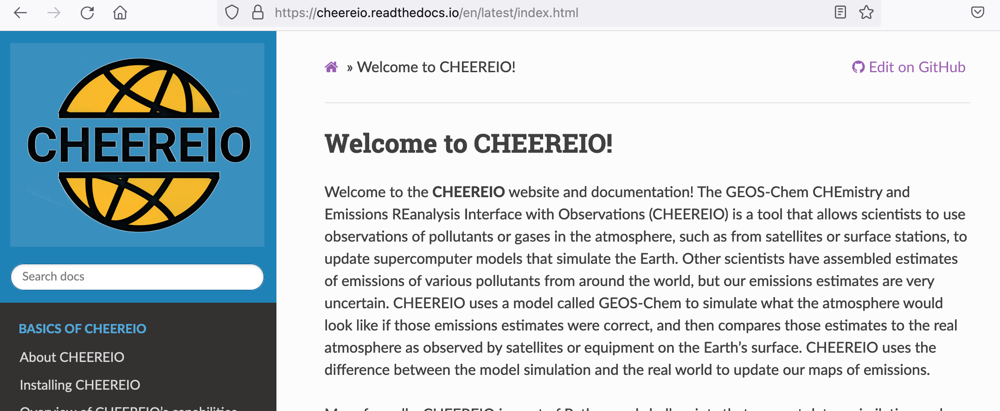 https://cheereio.readthedocs.io/en/latest/index.html
CHEEREIO
Search docs
BASICS OF CHEEREIO
About CHEEREIO
Installing CHEEREIO
Overview of CHEEREIO's capabilities
» Welcome to CHEEREIO!
Edit on GitHub
Welcome to CHEEREIO!
Welcome to the CHEEREIO website and documentation! The GEOS-Chem CHEmistry and
Emissions REanalysis Interface with Observations (CHEEREIO) is a tool that allows scientists to use
observations of pollutants or gases in the atmosphere, such as from satellites or surface stations, to
update supercomputer models that simulate the Earth. Other scientists have assembled estimates
of emissions of various pollutants from around the world, but our emissions estimates are very
uncertain. CHEEREIO uses a model called GEOS-Chem to simulate what the atmosphere would
look like if those emissions estimates were correct, and then compares those estimates to the real
atmosphere as observed by satellites or equipment on the Earth’s surface. CHEEREIO uses the
difference between the model simulation and the real world to update our maps of emissions.